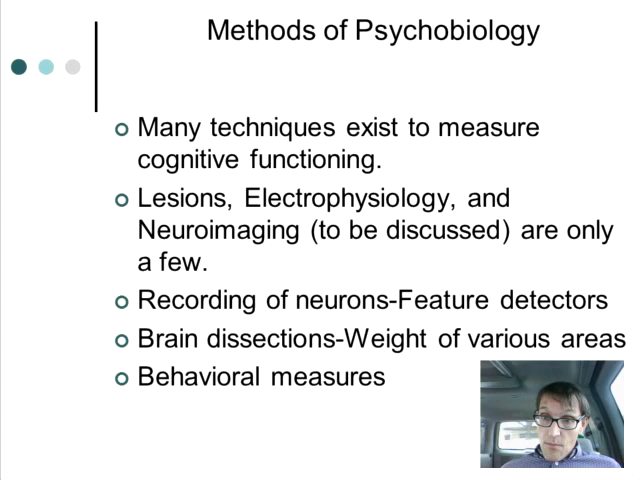 Methods of Psychobiology
Many techniques exist to measure
cognitive functioning.
Lesions, Electrophysiology, and
Neuroimaging (to be discussed) are only
a few.
Recording of neurons-Feature detectors
Brain dissections-Weight of various areas
Behavioral measures